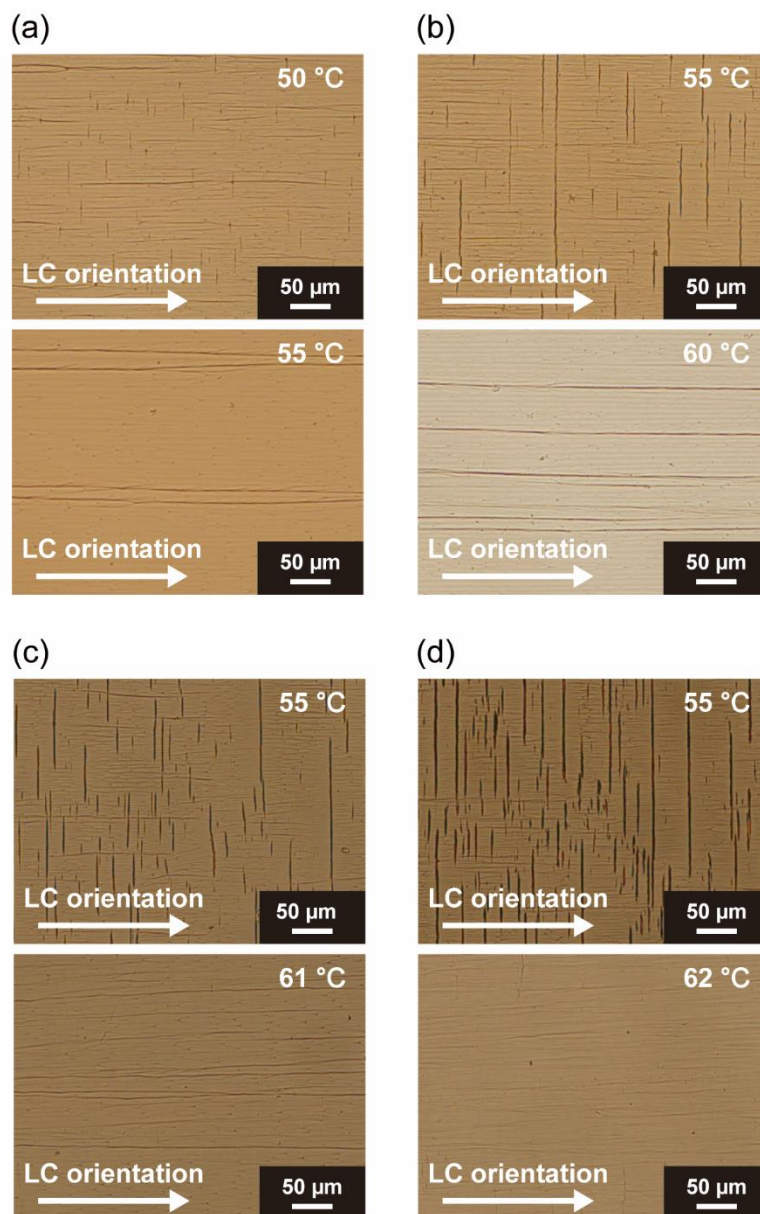 (a)
50 °C
LC orientation
50 µm
55 °C
LC orientation
50 µm
(b)
55 °C
LC orientation
50 µm
60 °C
LC orientation
50 µm
(c)
55 °C
LC orientation
50 µm
61 °C
LC orientation
50 µm
(d)
55 °C
LC orientation
50 µm
62 °C
LC orientation
50 µm